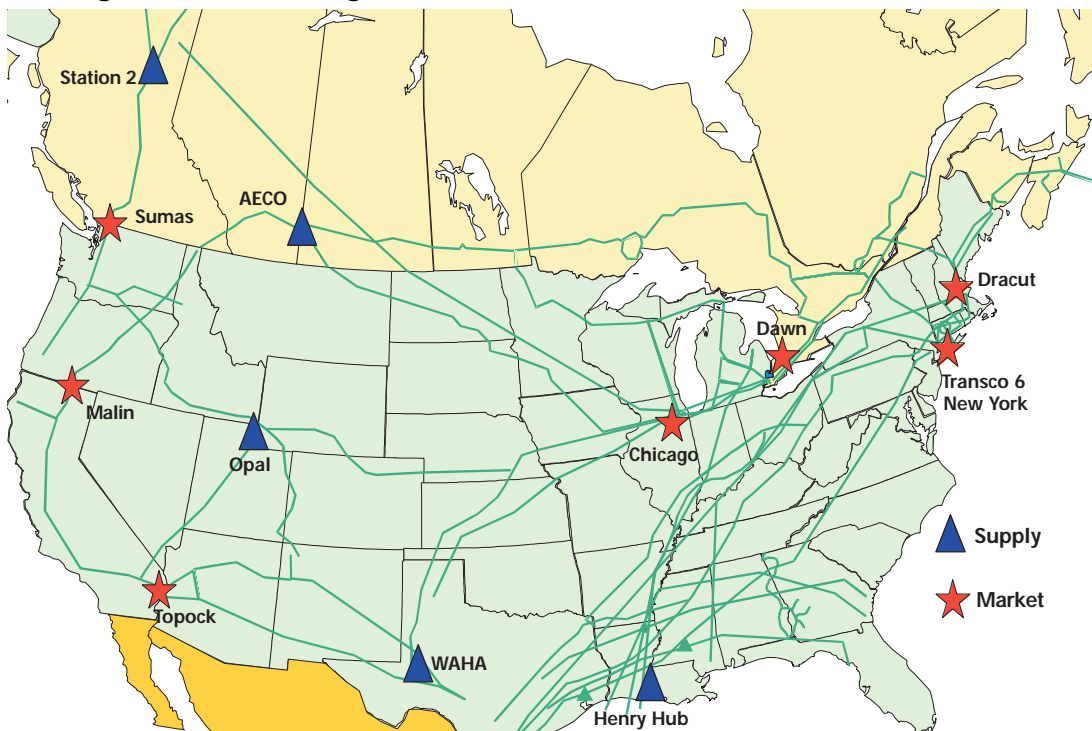 Station 2
AECO
Sumas
Dracut
Dawn
Transco 6
New York
Malin
Chicago
Opal
Supply
Market
Topock
WAHA
Henry Hub